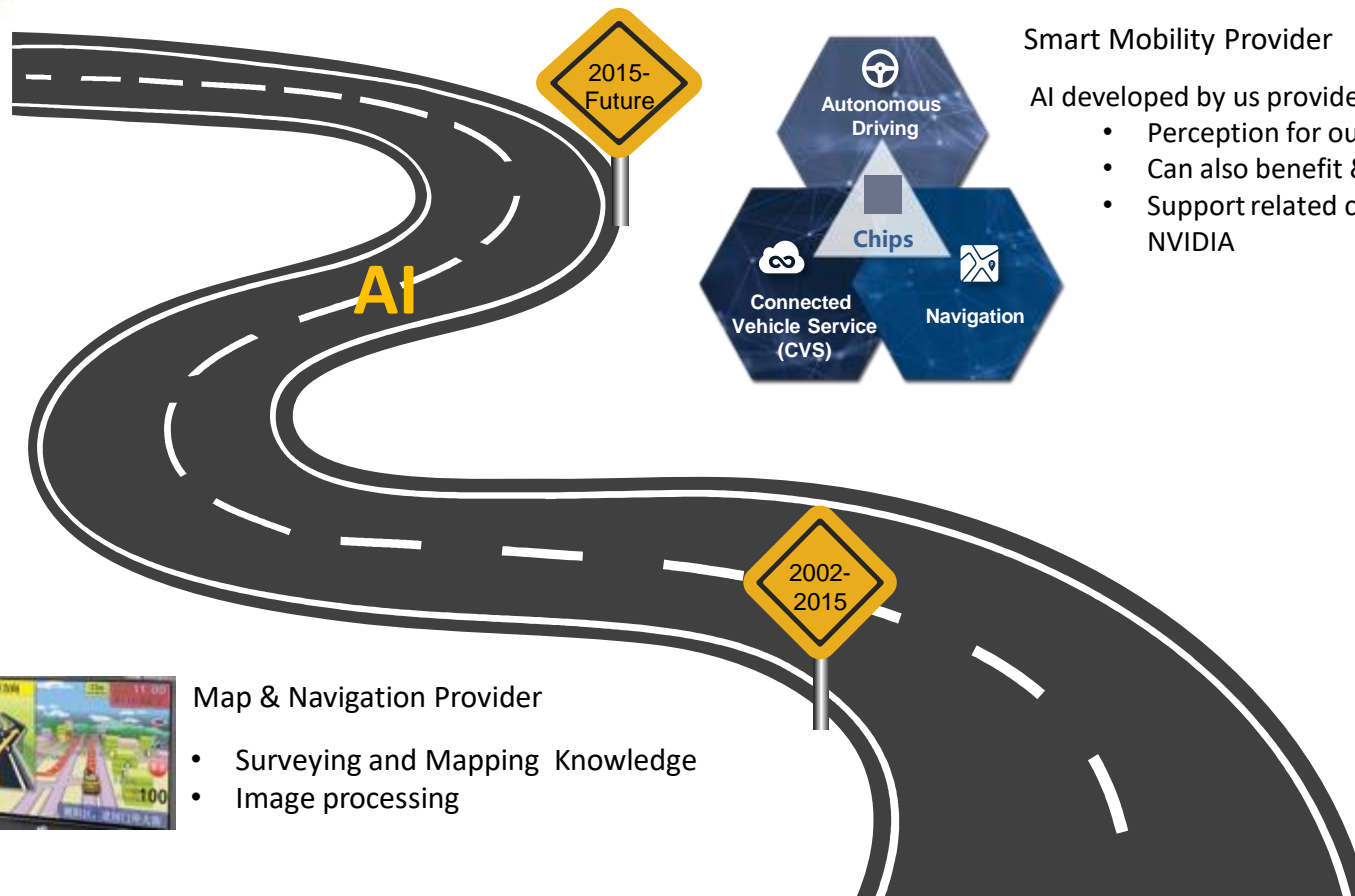 2015-
Future
Smart Mobility Provider
AI developed by us provide
• Perception for ou
• Can also benefit &
• Support related c
NVIDIA
Autonomous
Driving
Chips
Connected
Vehicle Service
(CVS)
Navigation
AI
2002-
2015
Map & Navigation Provider
• Surveying and Mapping Knowledge
• Image processing
11:00
100